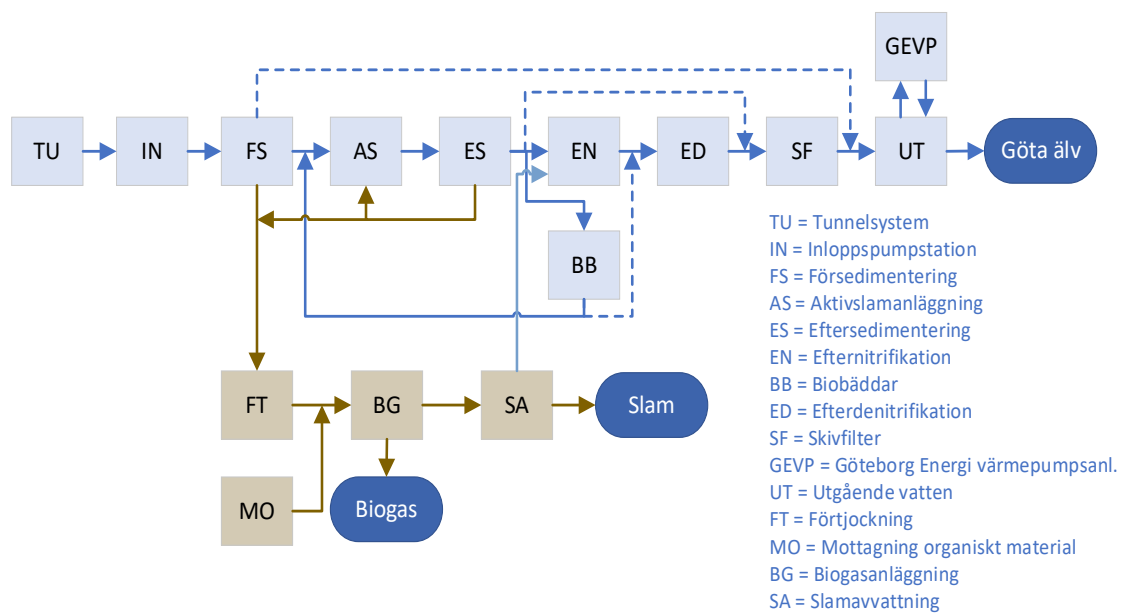 GEVP
TU
IN
FS
AS
ES
EN
ED
SF
UT
Göta älv
BB
FT
BG
SA
Slam
MO
Biogas
TU = Tunnelsystem
IN = Inloppspumpstation
FS = Försedimentering
AS = Aktivslamanläggning
ES = Eftersedimentering
EN = Efternitrifikation
BB = Biobäddar
ED = Efterdenitrifikation
SF = Skivfilter
GEVP = Göteborg Energi värmepumpsanl.
UT = Utgående vatten
FT = Förtjockning
MO = Mottagning organiskt material
BG = Biogasanläggning
SA = Slamavvattning